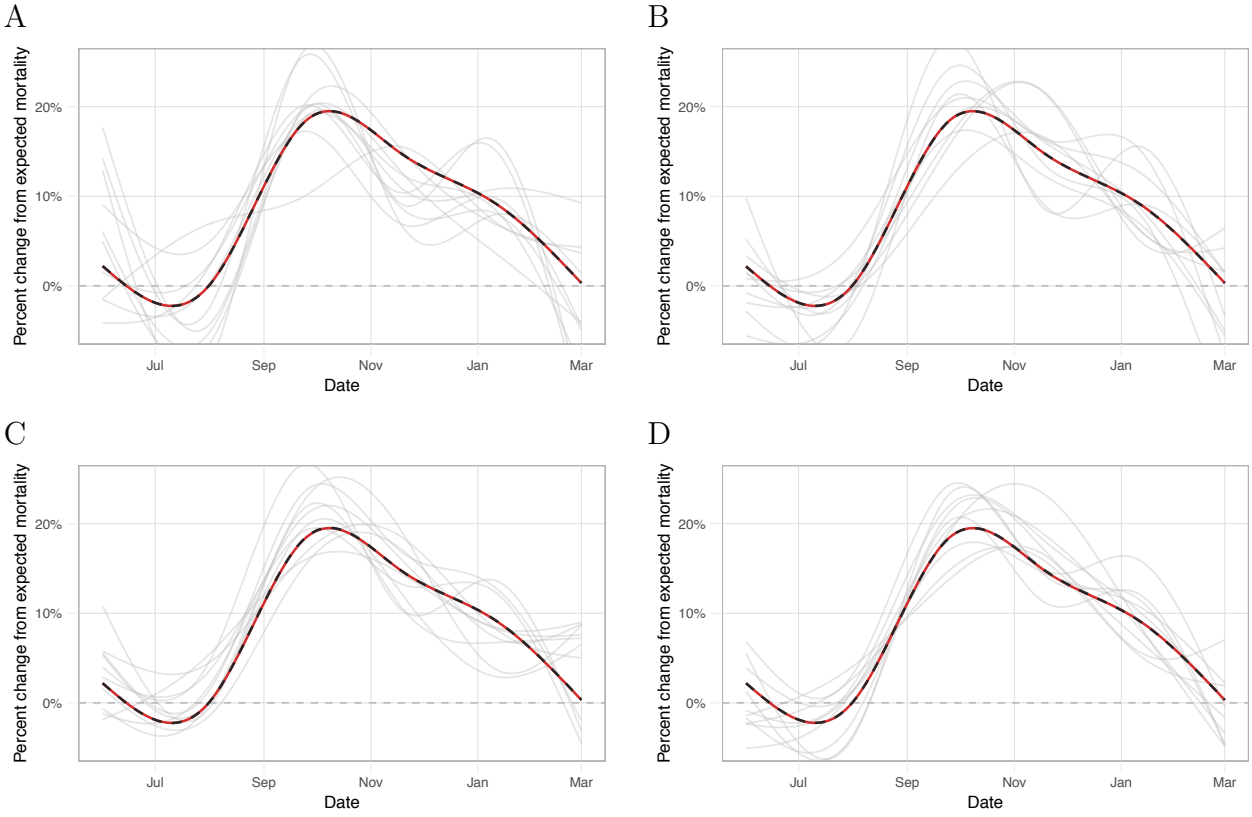 A
Percent change from expected mortality
20%
10%
0%
Jul Sep Nov Jan Mar
Date
B
Percent change from expected mortality
20%
10%
0%
Jul Sep Nov Jan Mar
Date
C
Percent change from expected mortality
20%
10%
0%
Jul Sep Nov Jan Mar
Date
D
Percent change from expected mortality
20%
10%
0%
Jul Sep Nov Jan Mar
Date